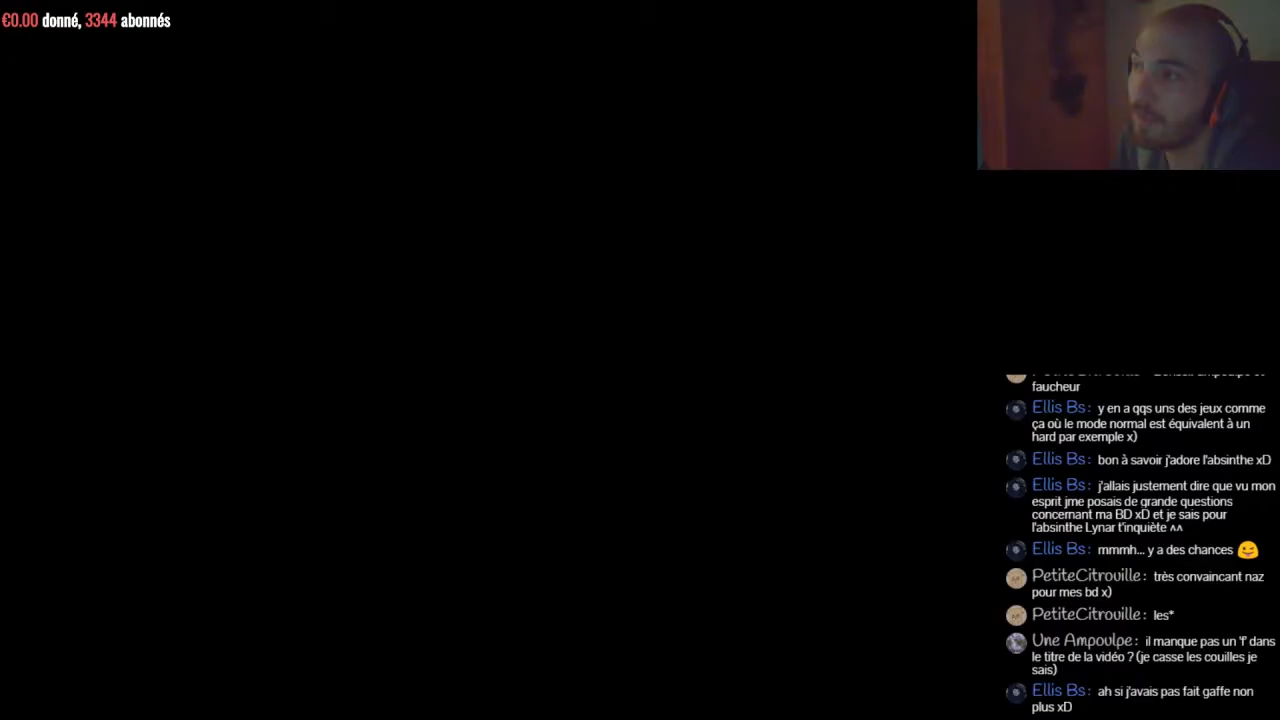 €0.00 donné, 3344 abonnés
faucheur
Ellis Bs: y en a qqs uns des jeux comme
ça où le mode normal est équivalent à un
hard par exemple x)
Ellis Bs: bon à savoir j'adore l'absinthe xD
Ellis Bs: j'allais justement dire que vu mon
esprit jme posais de grande questions
concernant ma BD xD et je sais pour
l'absinthe Lynar t'inquiète ^^
Ellis Bs: mmmh... y a des chances 😜
PetiteCitrouille: très convaincant naz
pour mes bd x)
PetiteCitrouille: les*
Une Ampoulpe: il manque pas un 'f' dans
le titre de la vidéo ? (je casse les couilles je
sais)
Ellis Bs: ah si j'avais pas fait gaffe non
plus xD